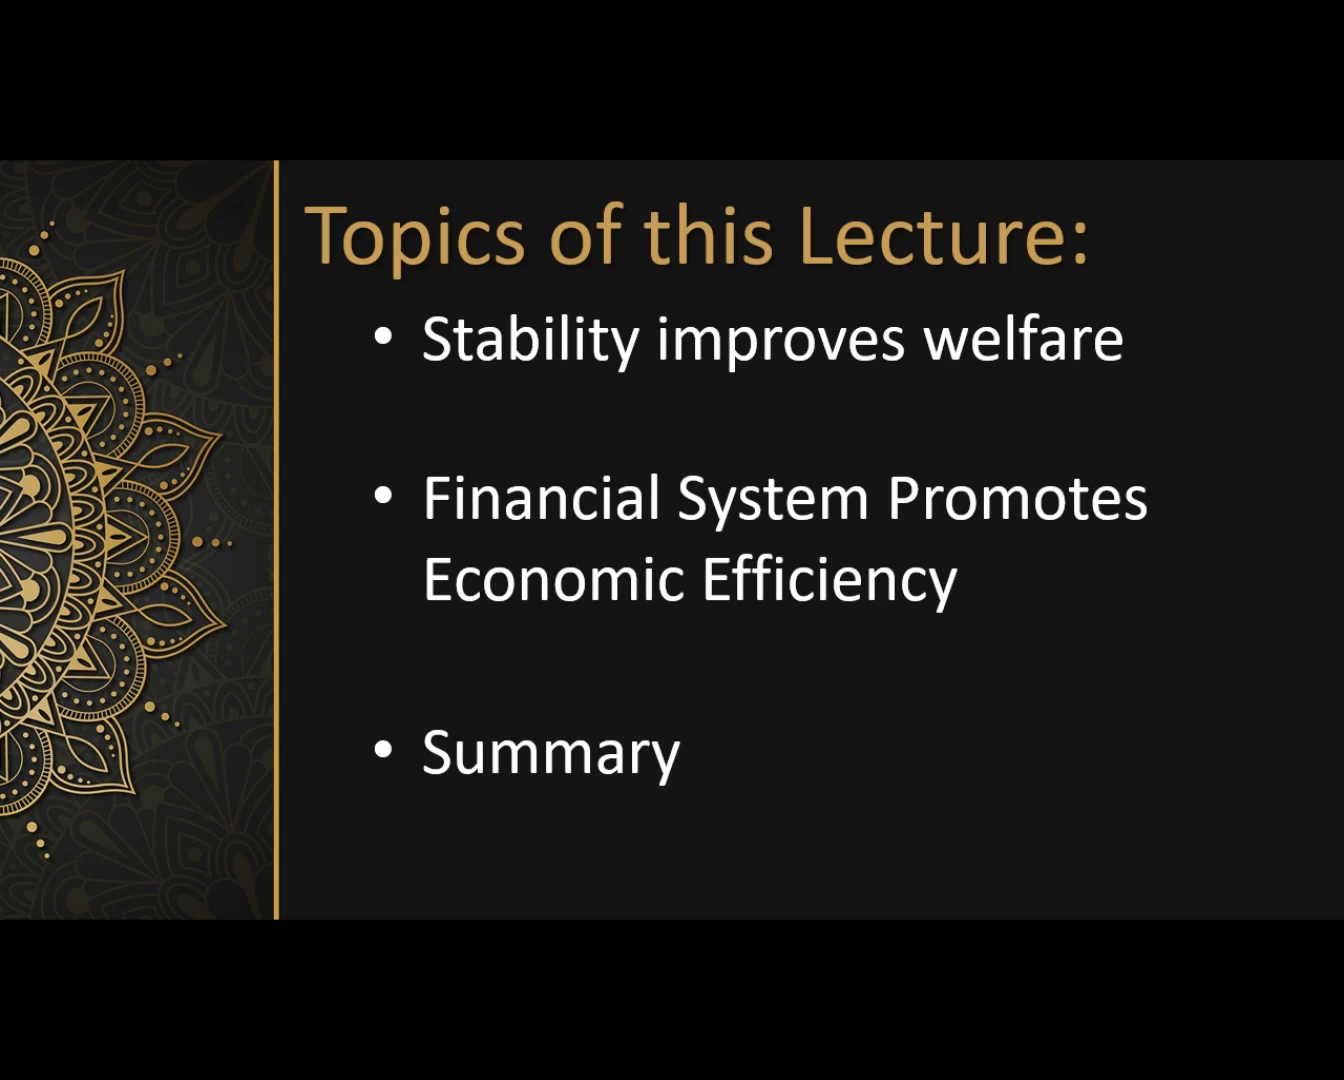 Topics of this Lecture:
• Stability improves welfare
• Financial System Promotes
Economic Efficiency
• Summary